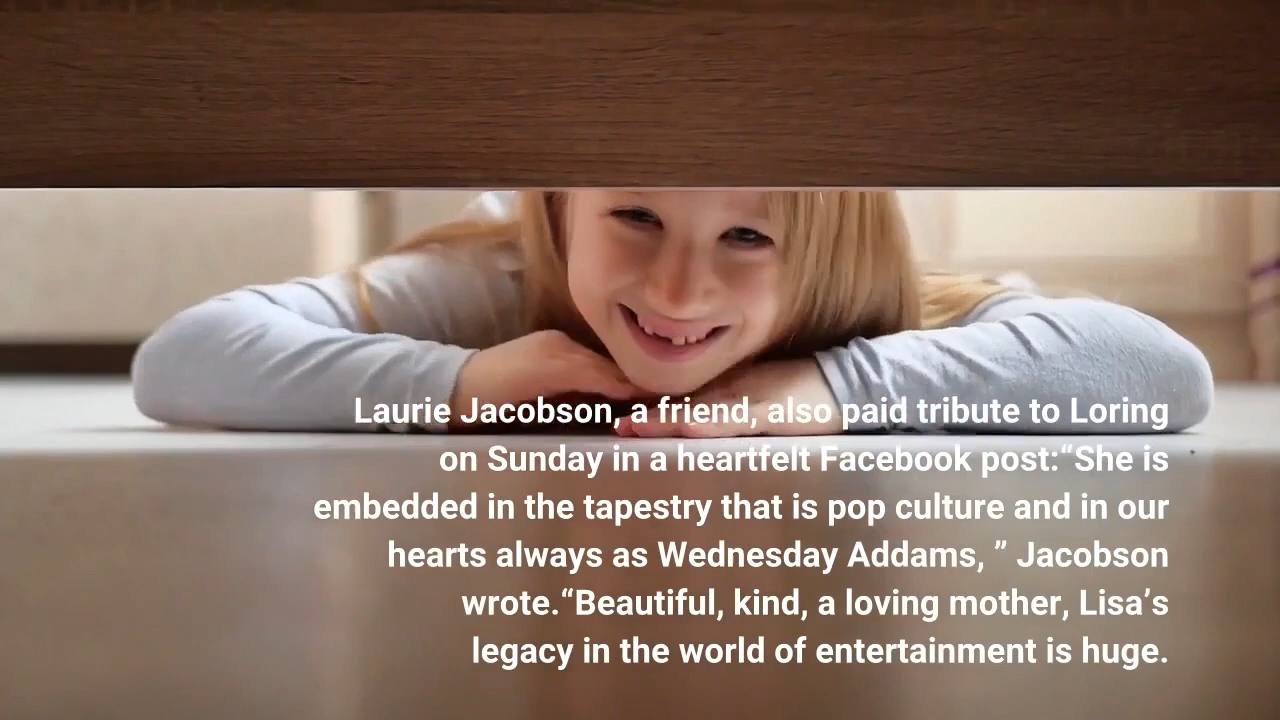 Laurie Jacobson, a friend, also paid tribute to Loring
on Sunday in a heartfelt Facebook post:“She is
embedded in the tapestry that is pop culture and in our
hearts always as Wednesday Addams, ” Jacobson
wrote.“Beautiful, kind, a loving mother, Lisa’s
legacy in the world of entertainment is huge.